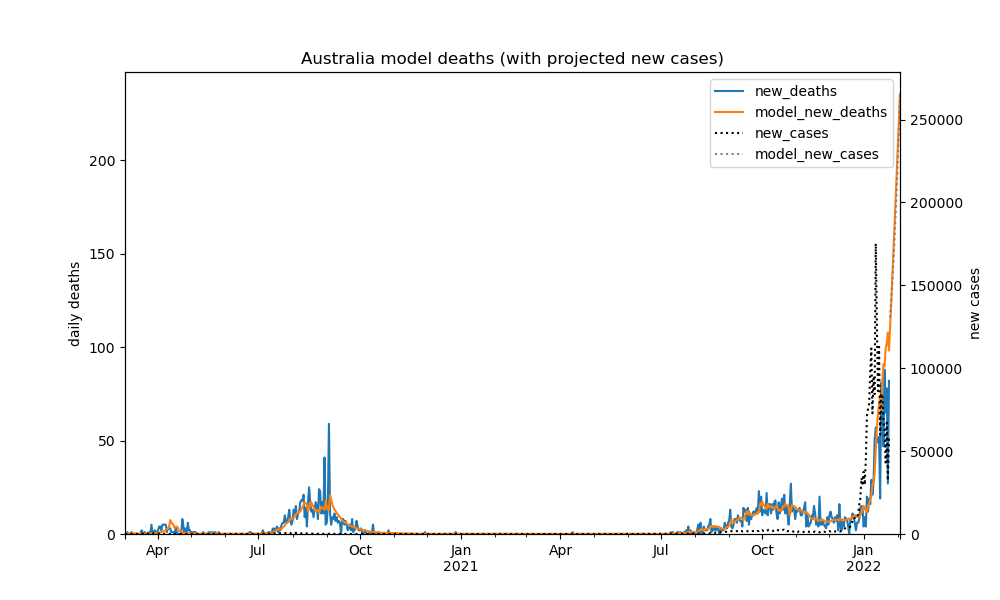 Australia model deaths (with projected new cases)
new_deaths
model_new_deaths
new_cases
model_new_cases
daily deaths
200
150
100
50
0
250000
200000
150000
100000
50000
0
new cases
Apr
Jul
Oct
Jan
2021
Apr
Jul
Oct
Jan
2022